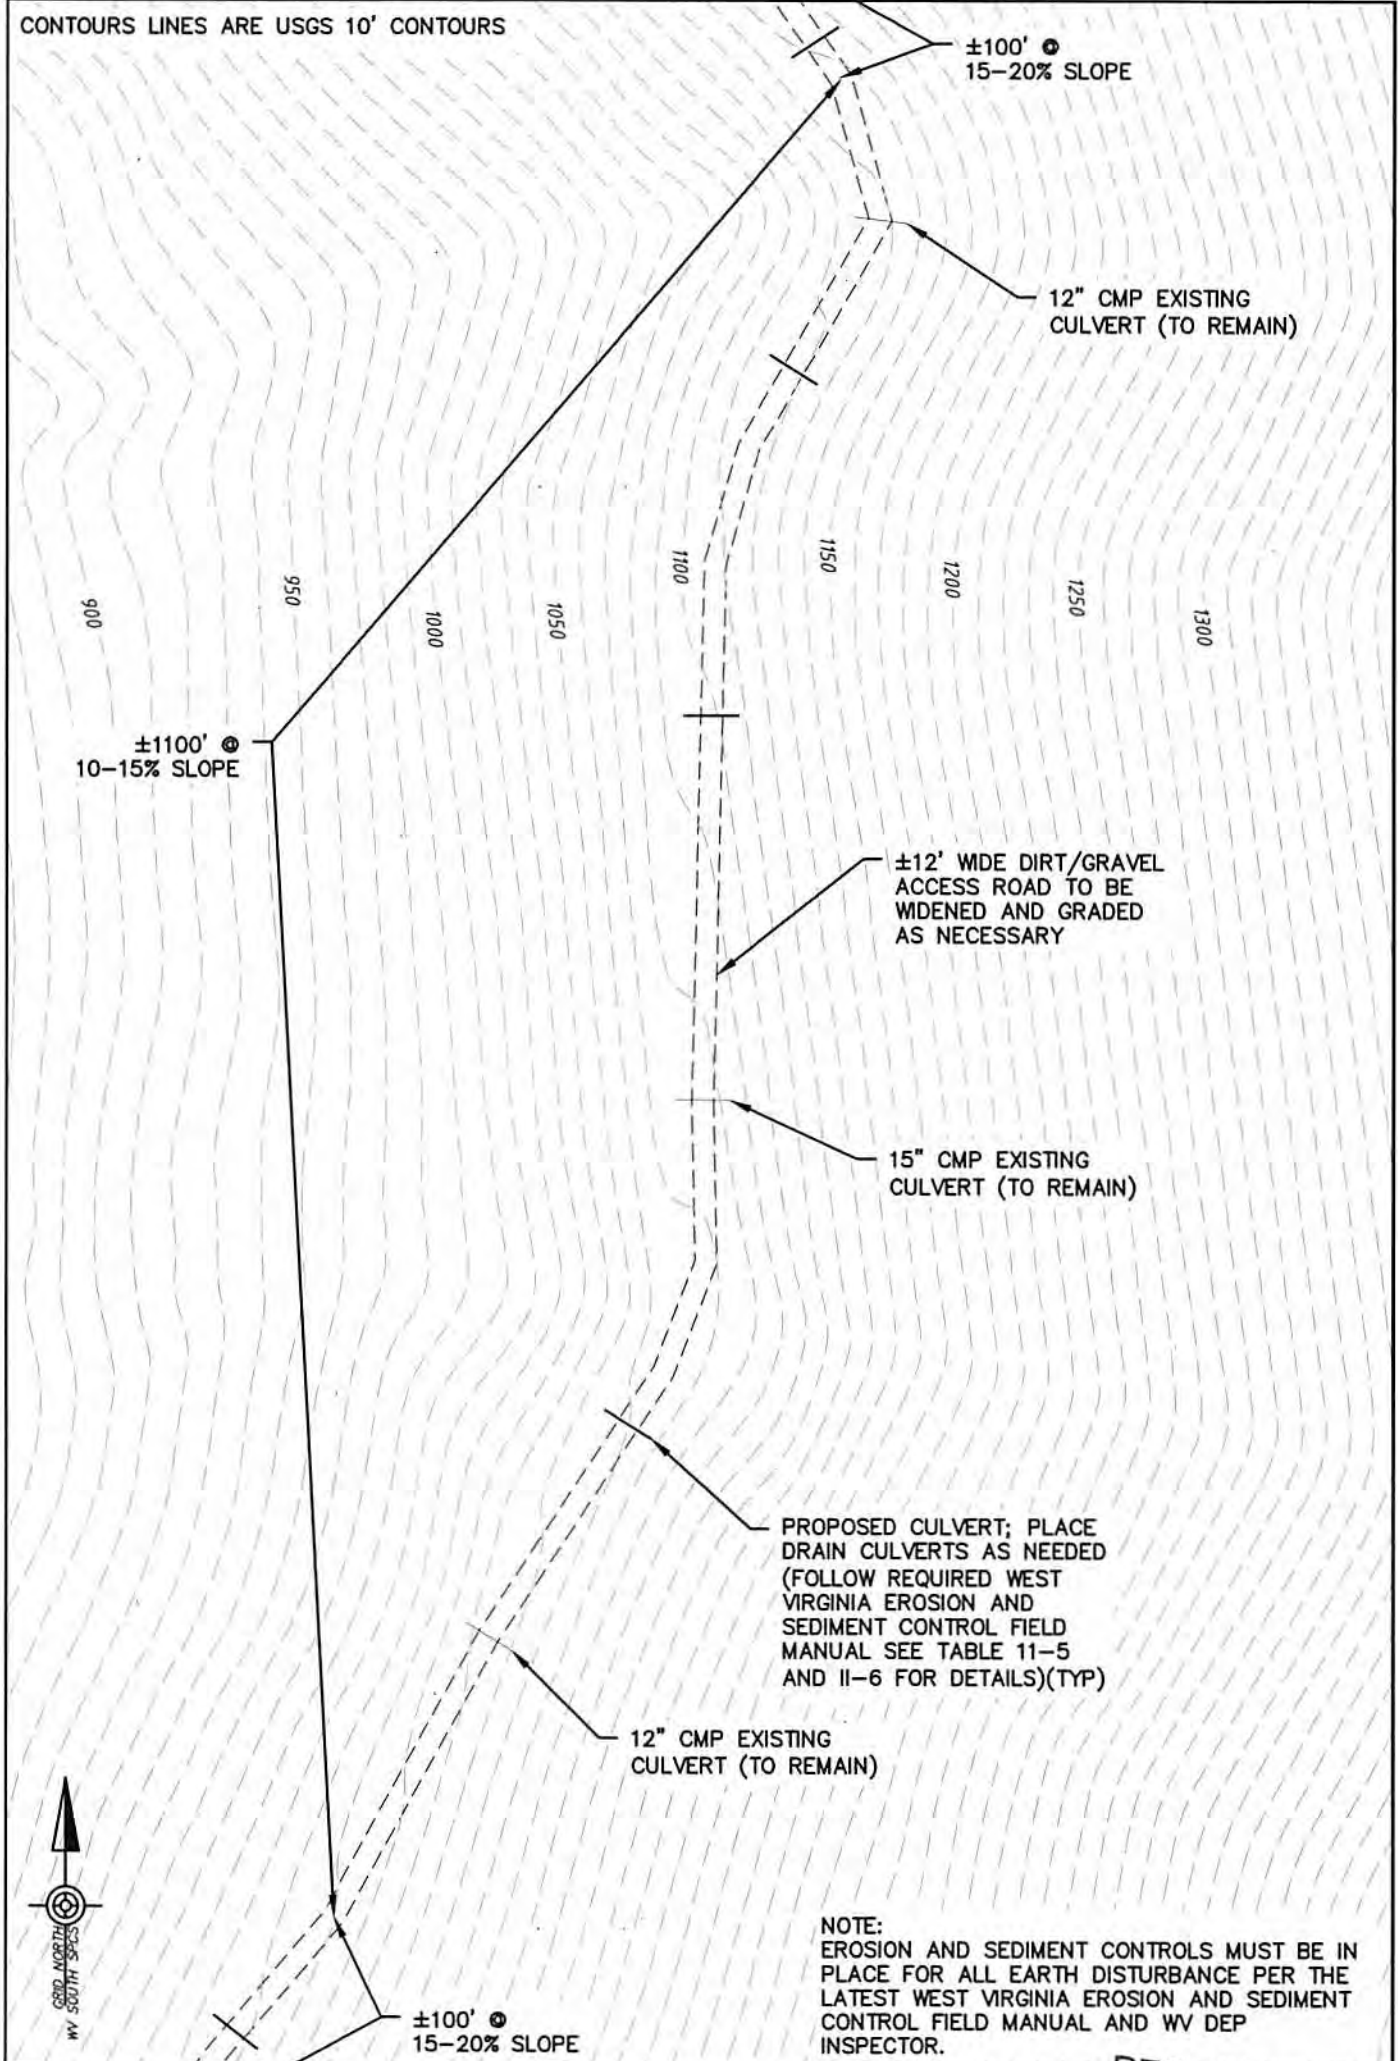 CONTOURS LINES ARE USGS 10' CONTOURS
±100' @
15-20% SLOPE
12" CMP EXISTING
CULVERT (TO REMAIN)
900
950
1000
1050
1100
1150
1200
1250
1300
±1100' @
10-15% SLOPE
±12' WIDE DIRT/GRAVEL
ACCESS ROAD TO BE
WIDENED AND GRADED
AS NECESSARY
15" CMP EXISTING
CULVERT (TO REMAIN)
PROPOSED CULVERT; PLACE
DRAIN CULVERTS AS NEEDED
(FOLLOW REQUIRED WEST
VIRGINIA EROSION AND
SEDIMENT CONTROL FIELD
MANUAL SEE TABLE 11-5
AND II-6 FOR DETAILS)(TYP)
12" CMP EXISTING
CULVERT (TO REMAIN)
GRID NORTH
WV SOUTH SPCS
±100' @
15-20% SLOPE
NOTE:
EROSION AND SEDIMENT CONTROLS MUST BE IN
PLACE FOR ALL EARTH DISTURBANCE PER THE
LATEST WEST VIRGINIA EROSION AND SEDIMENT
CONTROL FIELD MANUAL AND WV DEP
INSPECTOR.